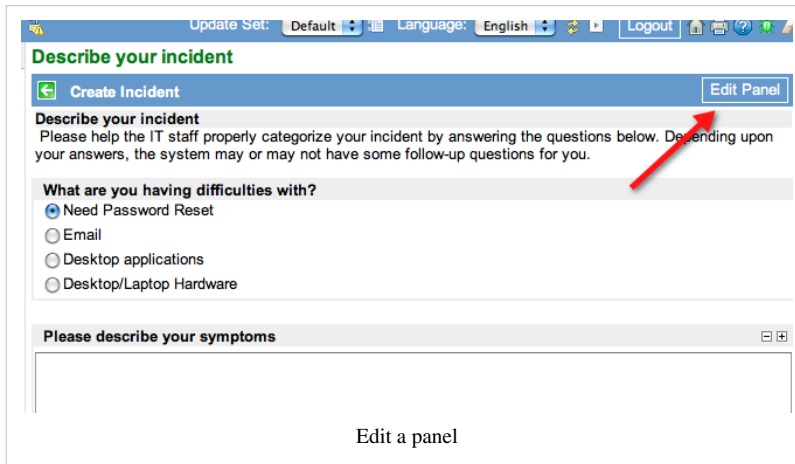 Update Set: Default Language: English Logout
Describe your incident
Create Incident Edit Panel
Describe your incident
Please help the IT staff properly categorize your incident by answering the questions below. Depending upon
your answers, the system may or may not have some follow-up questions for you.
What are you having difficulties with?
Need Password Reset
Email
Desktop applications
Desktop/Laptop Hardware
Please describe your symptoms
Edit a panel